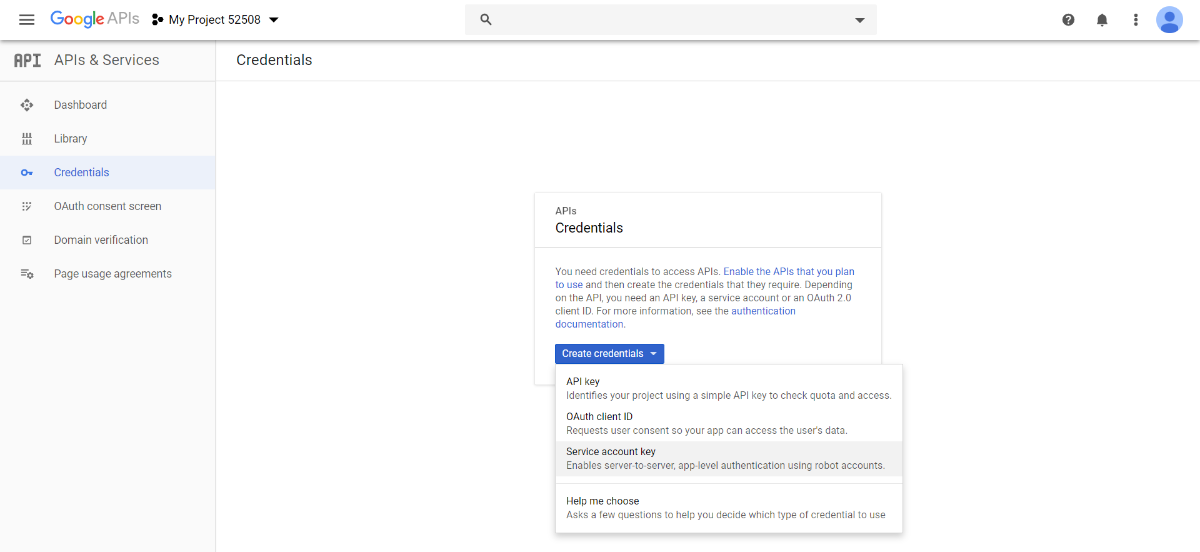 Google APIs
My Project 52508
API APIs & Services
Credentials
Dashboard
Library
Credentials
OAuth consent screen
Domain verification
Page usage agreements
APIs
Credentials
You need credentials to access APIs. Enable the APIs that you plan
to use and then create the credentials that they require. Depending
on the API, you need an API key, a service account or an OAuth 2.0
client ID. For more information, see the authentication
documentation.
Create credentials
API key
Identifies your project using a simple API key to check quota and access.
OAuth client ID
Requests user consent so your app can access the user's data.
Service account key
Enables server-to-server, app-level authentication using robot accounts.
Help me choose
Asks a few questions to help you decide which type of credential to use